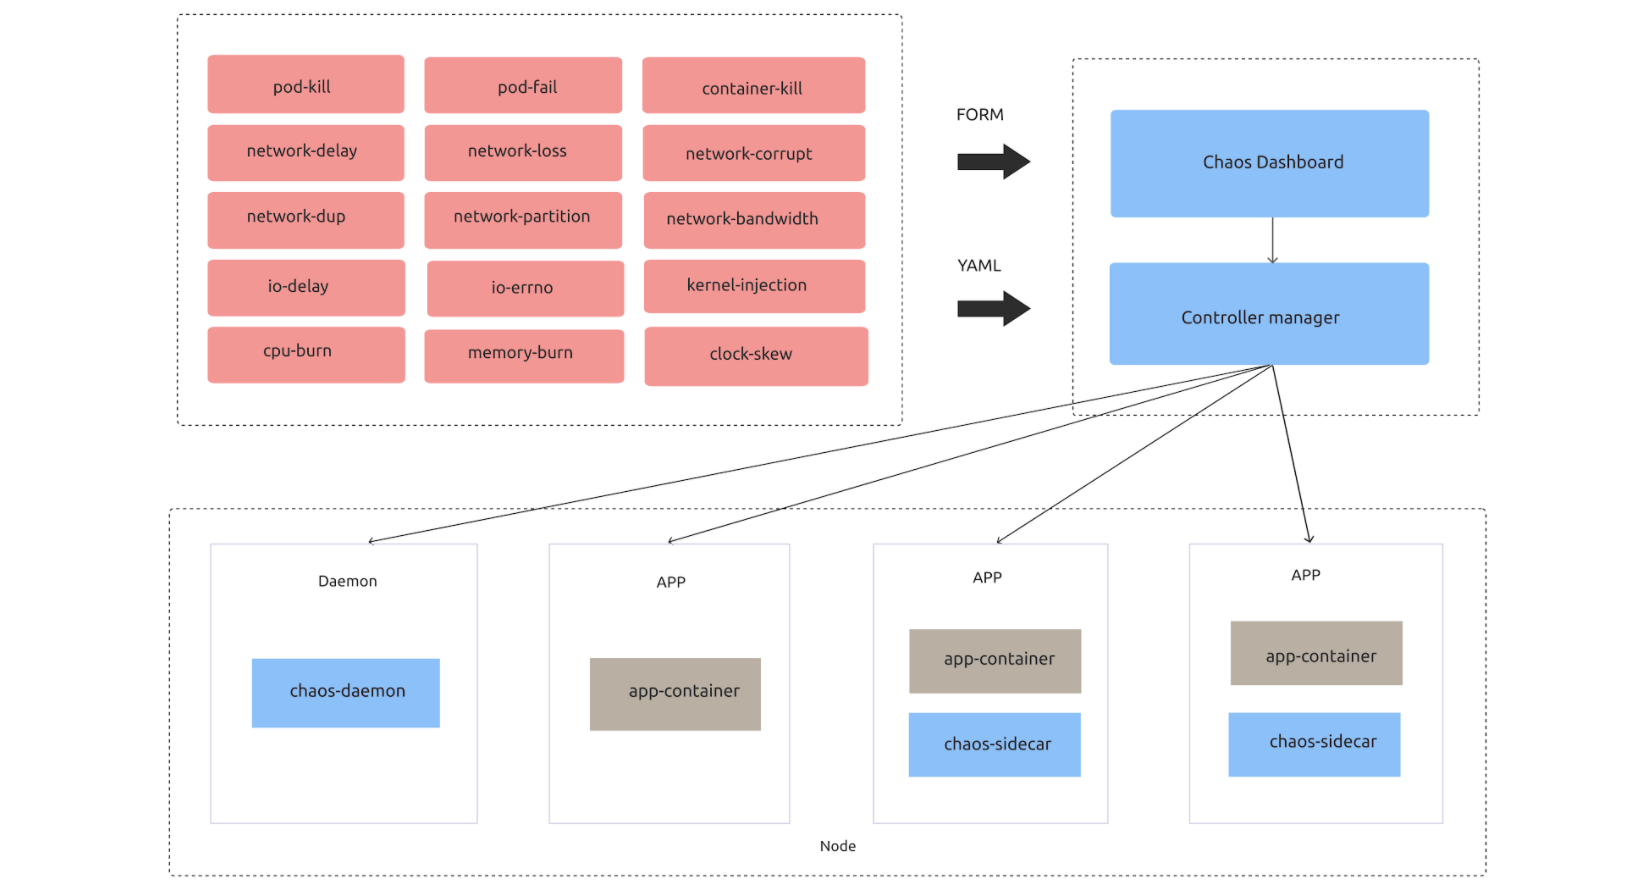 pod-kill
pod-fail
container-kill
network-delay
network-loss
network-corrupt
network-dup
network-partition
network-bandwidth
io-delay
io-errno
kernel-injection
cpu-burn
memory-burn
clock-skew
FORM
YAML
Chaos Dashboard
Controller manager
Daemon
chaos-daemon
APP
app-container
APP
app-container
chaos-sidecar
APP
app-container
chaos-sidecar
Node